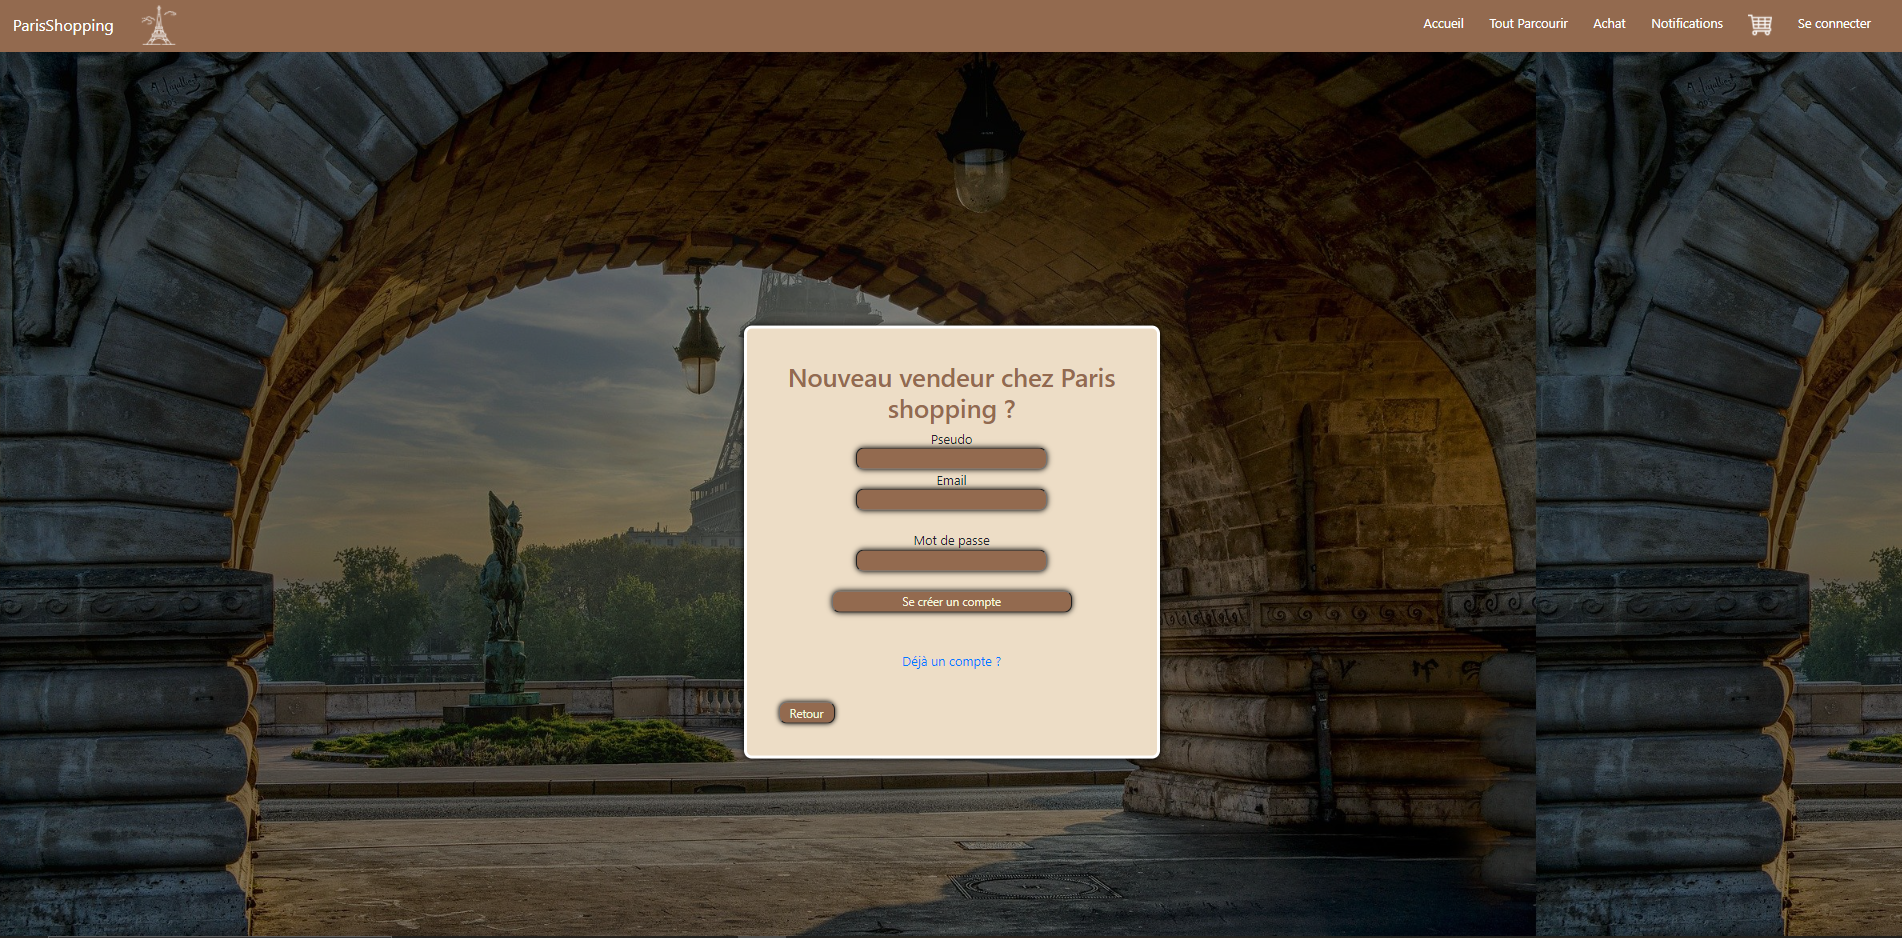 ParisShopping
Accueil
Tout Parcourir
Achat
Notifications
Se connecter
Nouveau vendeur chez Paris
shopping ?
Pseudo
Email
Mot de passe
Se créer un compte
Déjà un compte ?
Retour